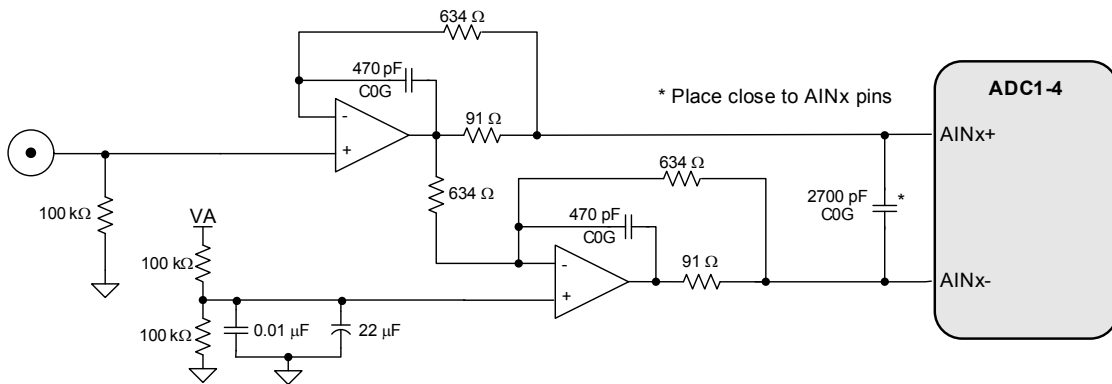 634 Ω
470 pF
C0G
* Place close to AINx pins
ADC1-4
91 Ω
AINx+
-
+
634 Ω
634 Ω
2700 pF
C0G
*
100 kΩ
VA
470 pF
C0G
100 kΩ
91 Ω
-
+
AINx-
100 kΩ
0.01 µF
22 µF